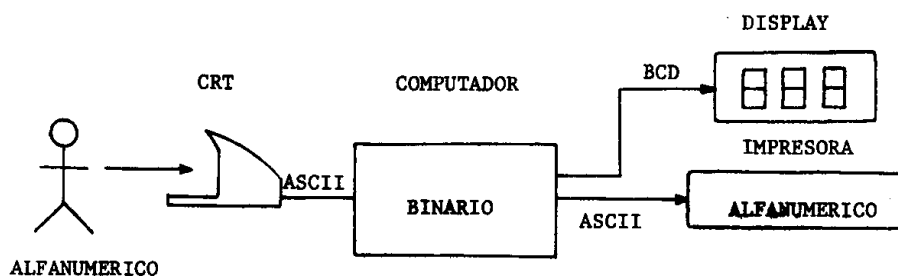 DISPLAY
BCD
CRT
COMPUTADOR
IMPRESORA
ASCII
BINARIO
ASCII
ALFANUMERICO
ALFANUMERICO